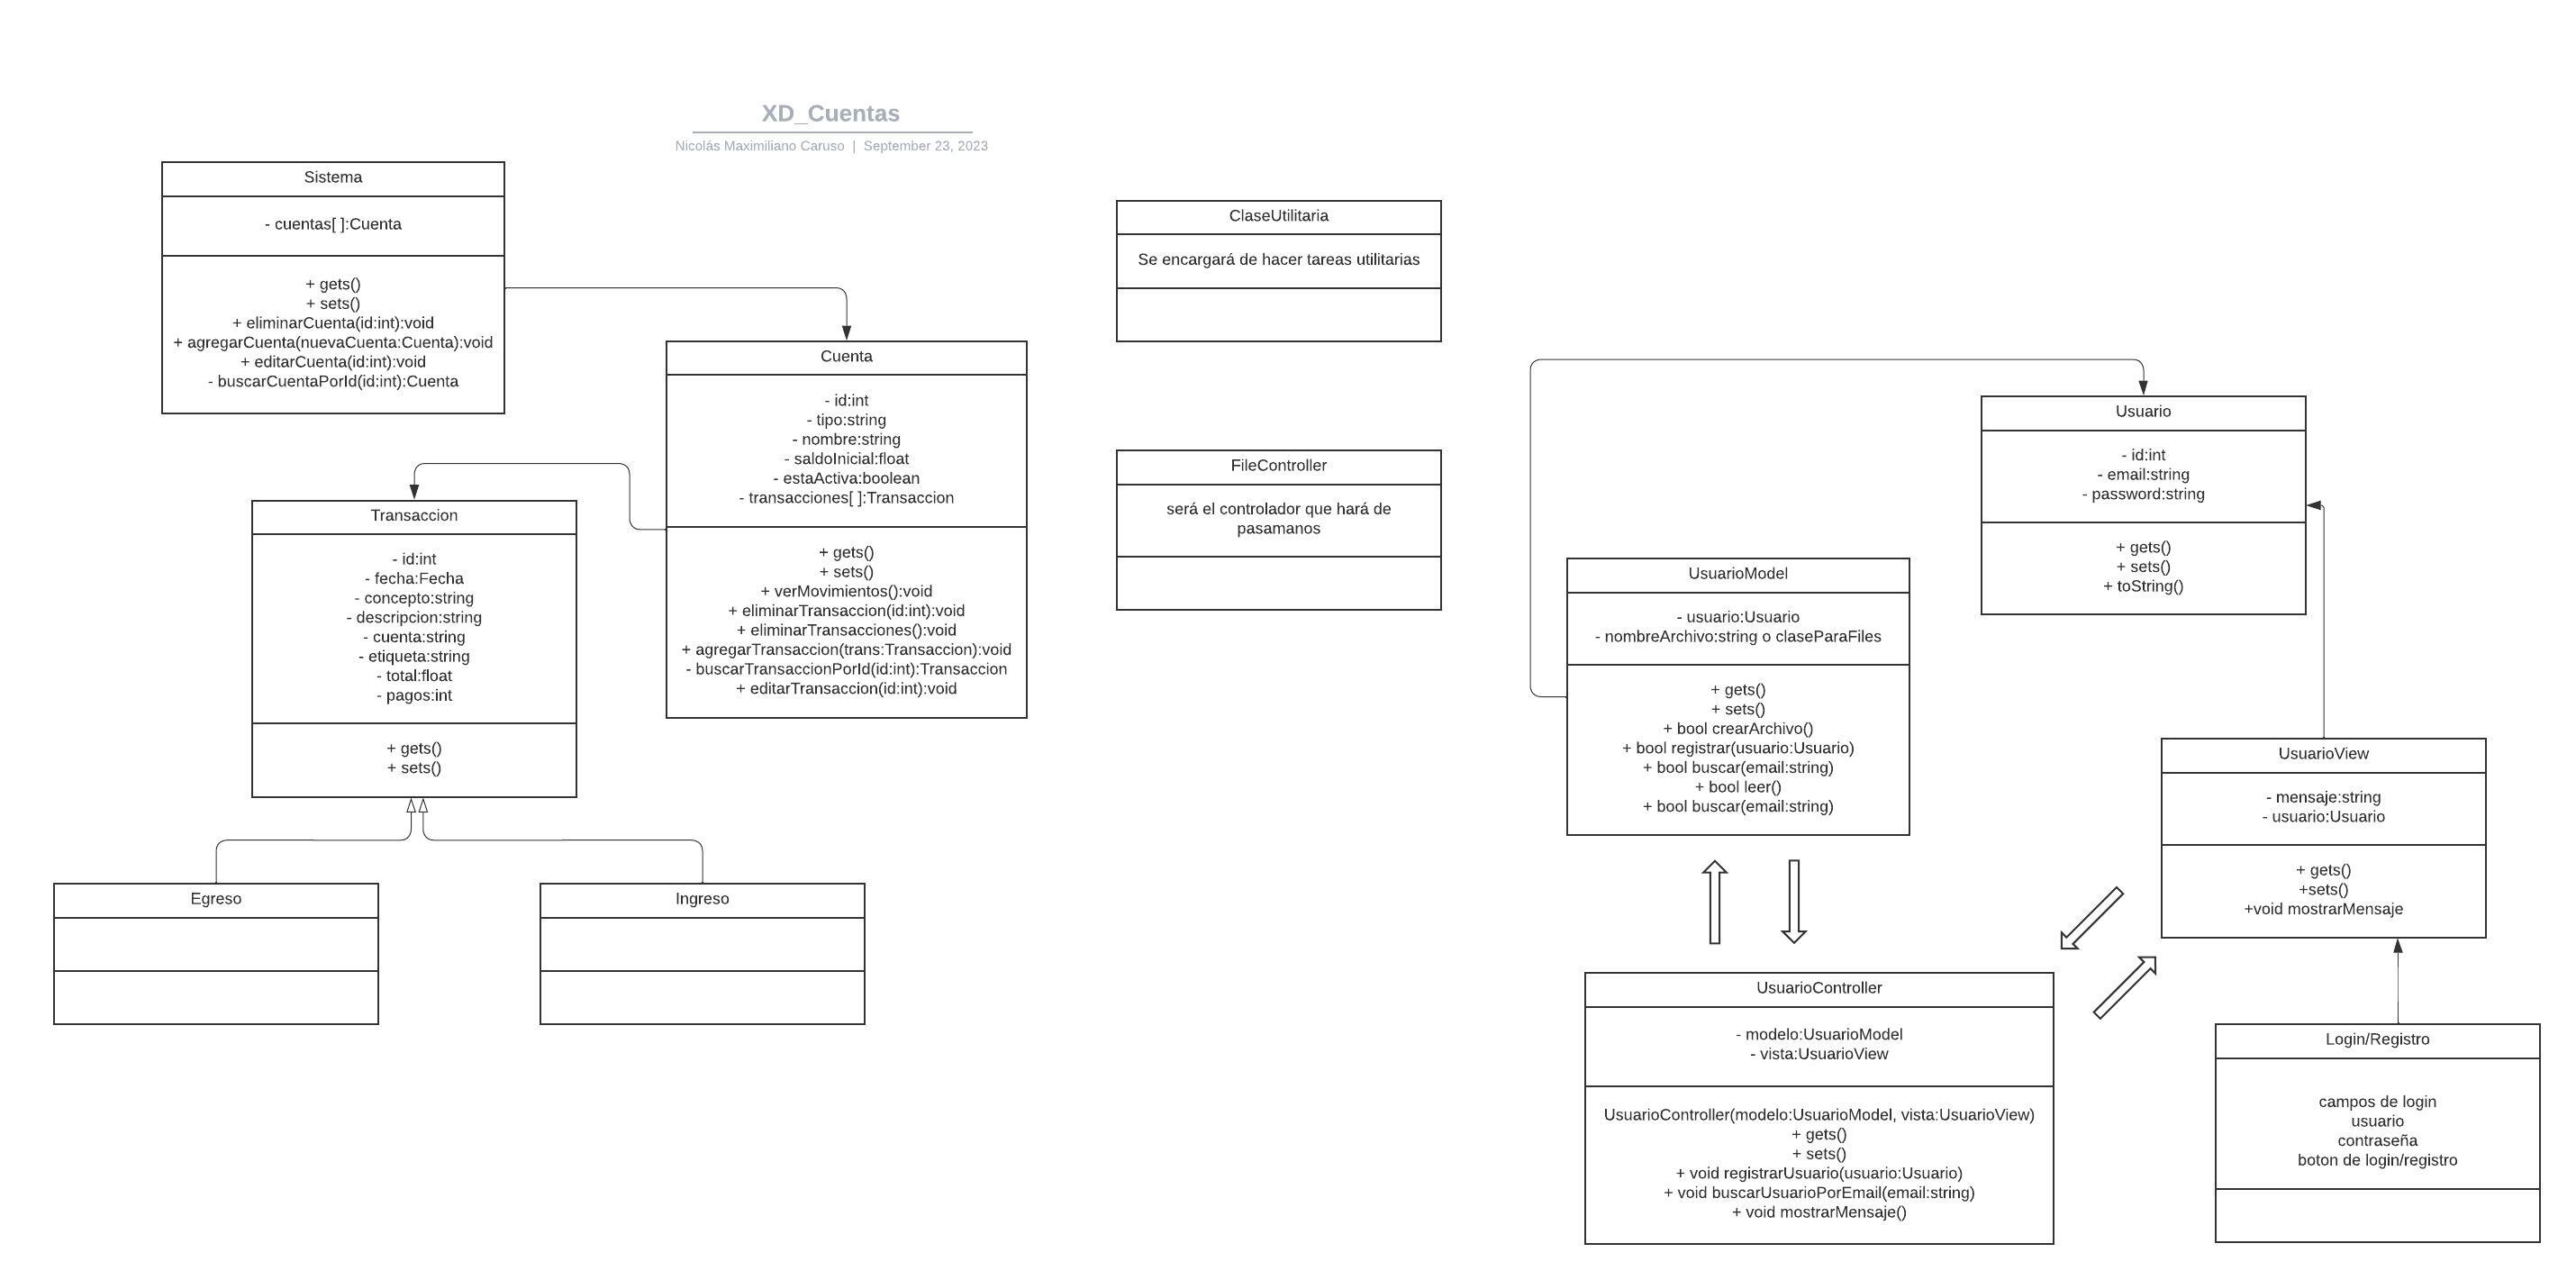 XD_Cuentas
Nicolás Maximiliano Caruso | September 23, 2023
Sistema
- cuentas[ ]:Cuenta
+ gets()
+ sets()
+ eliminarCuenta(id:int):void
+ agregarCuenta(nuevaCuenta:Cuenta):void
+ editarCuenta(id:int):void
- buscarCuentaPorId(id:int):Cuenta
Cuenta
- id:int
- tipo:string
- nombre:string
- saldoInicial:float
- estaActiva:boolean
- transacciones[ ]:Transaccion
+ gets()
+ sets()
+ verMovimientos():void
+ eliminarTransaccion(id:int):void
+ eliminarTransacciones():void
+ agregarTransaccion(trans:Transaccion):void
- buscarTransaccionPorId(id:int):Transaccion
+ editarTransaccion(id:int):void
Transaccion
- id:int
- fecha:Fecha
- concepto:string
- descripcion:string
- cuenta:string
- etiqueta:string
- total:float
- pagos:int
+ gets()
+ sets()
Egreso
Ingreso
ClaseUtilitaria
Se encargará de hacer tareas utilitarias
FileController
será el controlador que hará de
pasamanos
Usuario
- id:int
- email:string
- password:string
+ gets()
+ sets()
+ toString()
UsuarioModel
- usuario:Usuario
- nombreArchivo:string o claseParaFiles
+ gets()
+ sets()
+ bool crearArchivo()
+ bool registrar(usuario:Usuario)
+ bool buscar(email:string)
+ bool leer()
+ bool buscar(email:string)
UsuarioView
- mensaje:string
- usuario:Usuario
+ gets()
+sets()
+void mostrarMensaje
UsuarioController
- modelo:UsuarioModel
- vista:UsuarioView
UsuarioController(modelo:UsuarioModel, vista:UsuarioView)
+ gets()
+ sets()
+ void registrarUsuario(usuario:Usuario)
+ void buscarUsuarioPorEmail(email:string)
+ void mostrarMensaje()
Login/Registro
campos de login
usuario
contraseña
boton de login/registro